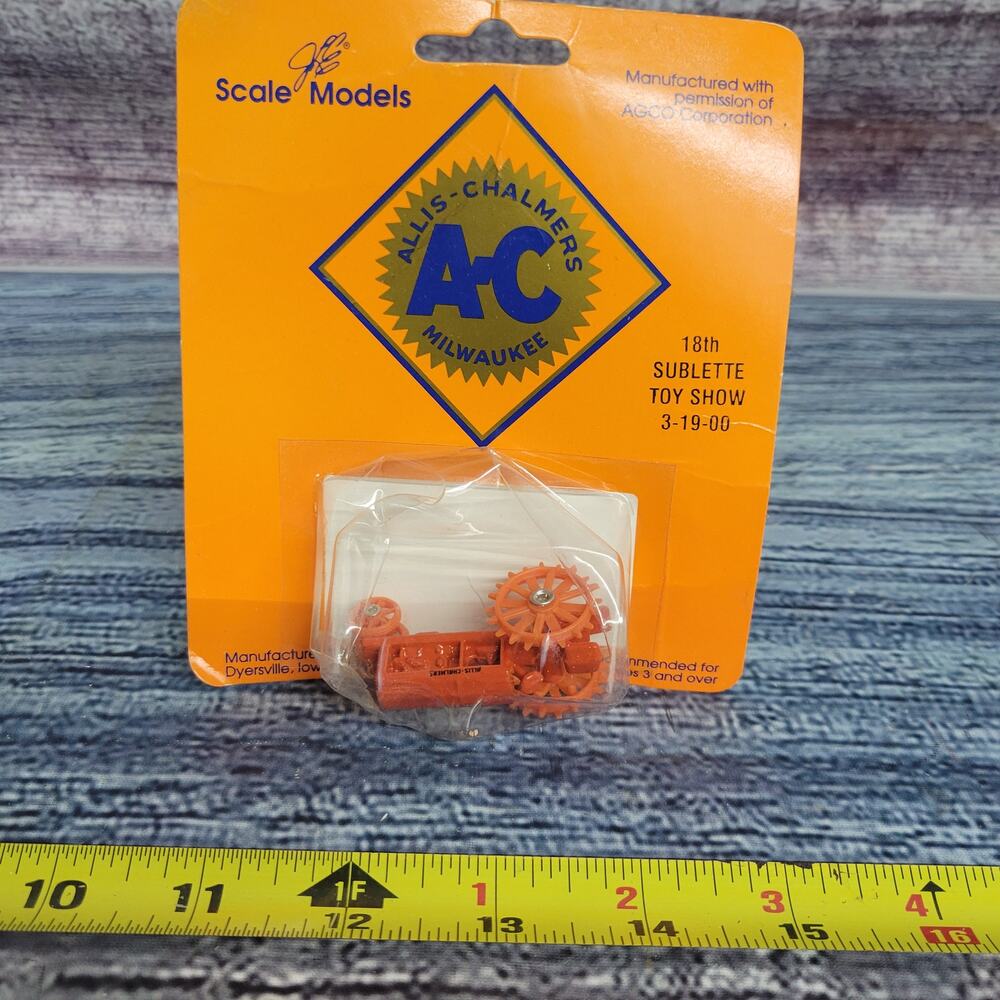 Scale Models
Manufactured with
permission of
AGCO Corporation
ALLIS-CHALMERS
A-C
MILWAUKEE
18th
SUBLETTE
TOY SHOW
3-19-00
ALLIS-CHALMERS
Manufacture
Dyersville, Iow
mmended for
es 3 and over
1F 1 2 3 4
10 11 12 13 14 15 16